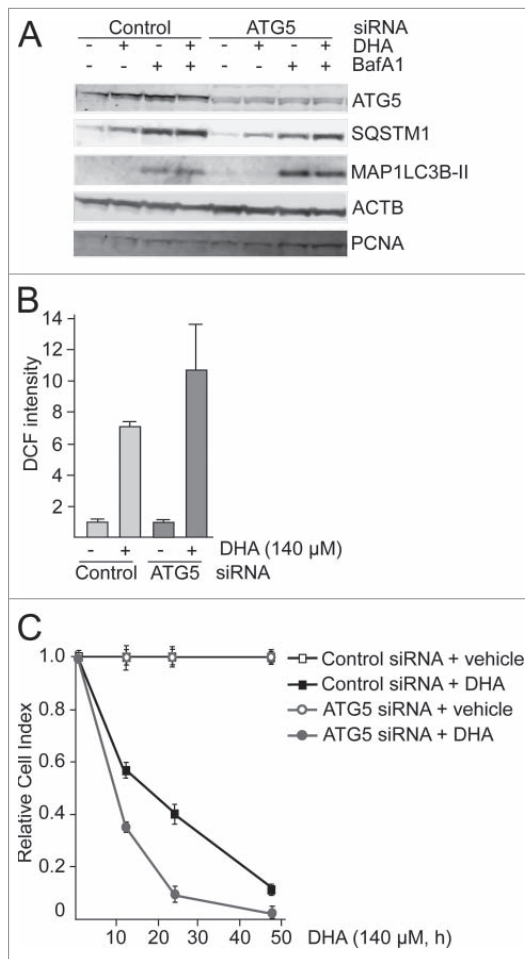 A
Control ATG5 siRNA
- + - + - + - + DHA
- - + + - - + + BafA1
ATG5
SQSTM1
MAP1LC3B-II
ACTB
PCNA
B
DCF intensity
14
12
10
8
6
4
2
- + - + DHA (140 µM)
Control ATG5 siRNA
C
Relative Cell Index
1.0
0.8
0.6
0.4
0.2
0
10 20 30 40 50 DHA (140 µM, h)
Control siRNA + vehicle
Control siRNA + DHA
ATG5 siRNA + vehicle
ATG5 siRNA + DHA